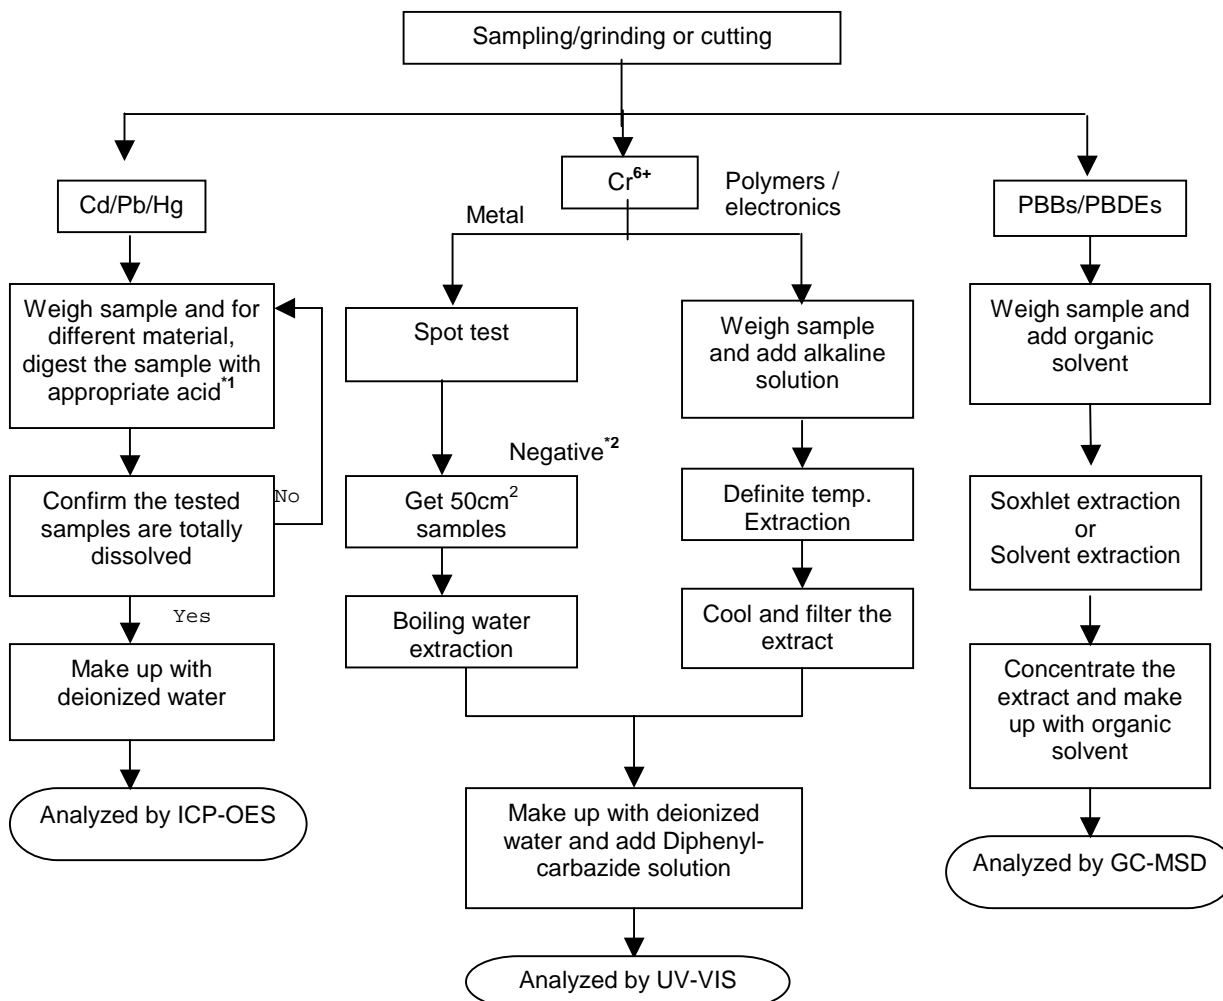 Sampling/grinding or cutting
Cd/Pb/Hg
Cr⁶⁺
Metal
Polymers /
electronics
PBBs/PBDEs
Weigh sample and for
different material,
digest the sample with
appropriate acid*1
Spot test
Weigh sample
and add alkaline
solution
Weigh sample and
add organic
solvent
Negative*2
Confirm the tested
samples are totally
dissolved
No
Get 50cm²
samples
Definite temp.
Extraction
Soxhlet extraction
or
Solvent extraction
Yes
Boiling water
extraction
Cool and filter the
extract
Make up with
deionized water
Concentrate the
extract and make
up with organic
solvent
Analyzed by ICP-OES
Make up with deionized
water and add Diphenyl-
carbazide solution
Analyzed by GC-MSD
Analyzed by UV-VIS